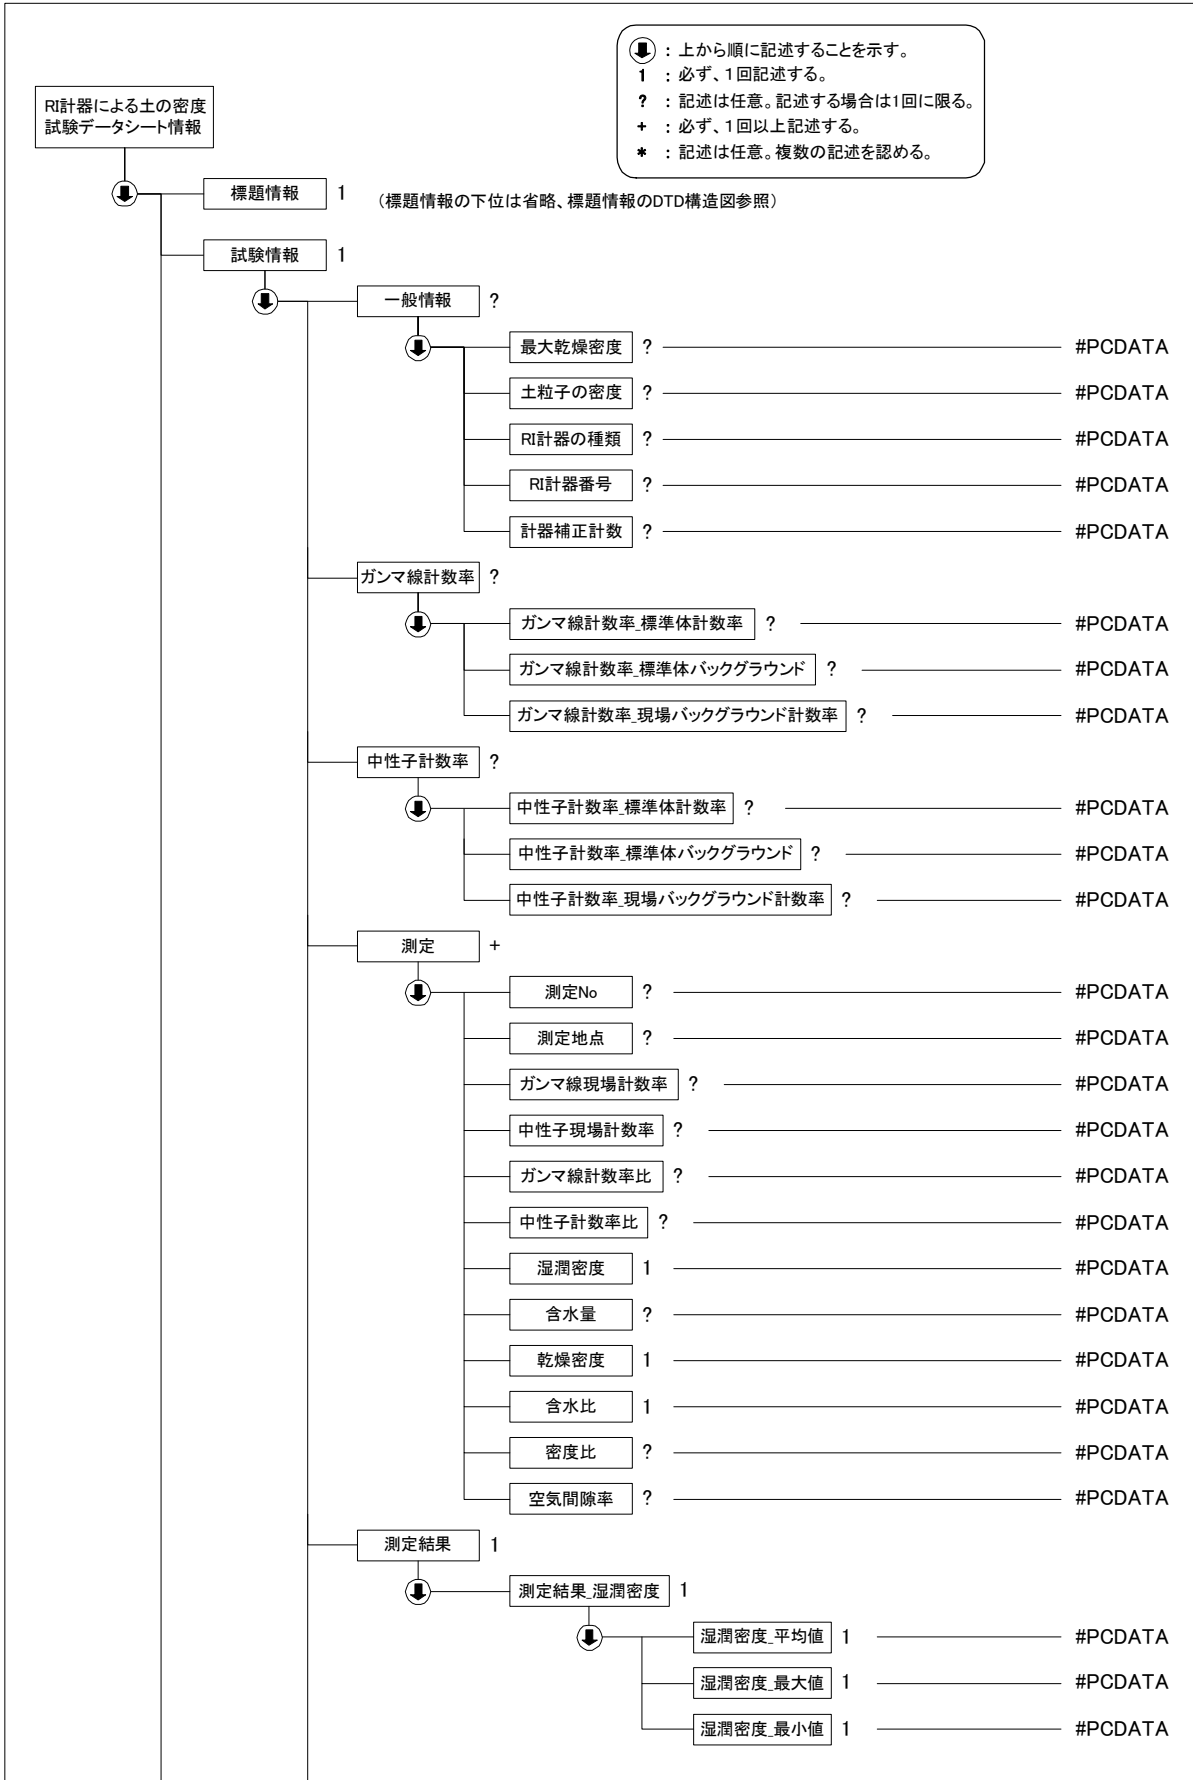 ：上から順に記述することを示す。
1 ：必ず、1回記述する。
? ：記述は任意。記述する場合は1回に限る。
+ ：必ず、1回以上記述する。
* ：記述は任意。複数の記述を認める。
RI計器による土の密度
試験データシート情報
標題情報 1 （標題情報の下位は省略、標題情報のDTD構造図参照）
試験情報 1
一般情報 ?
最大乾燥密度 ? #PCDATA
土粒子の密度 ? #PCDATA
RI計器の種類 ? #PCDATA
RI計器番号 ? #PCDATA
計器補正計数 ? #PCDATA
ガンマ線計数率 ?
ガンマ線計数率_標準体計数率 ? #PCDATA
ガンマ線計数率_標準体バックグラウンド ? #PCDATA
ガンマ線計数率_現場バックグラウンド計数率 ? #PCDATA
中性子計数率 ?
中性子計数率_標準体計数率 ? #PCDATA
中性子計数率_標準体バックグラウンド ? #PCDATA
中性子計数率_現場バックグラウンド計数率 ? #PCDATA
測定 +
測定No ? #PCDATA
測定地点 ? #PCDATA
ガンマ線現場計数率 ? #PCDATA
中性子現場計数率 ? #PCDATA
ガンマ線計数率比 ? #PCDATA
中性子計数率比 ? #PCDATA
湿潤密度 1 #PCDATA
含水量 ? #PCDATA
乾燥密度 1 #PCDATA
含水比 1 #PCDATA
密度比 ? #PCDATA
空気間隙率 ? #PCDATA
測定結果 1
測定結果_湿潤密度 1
湿潤密度_平均値 1 #PCDATA
湿潤密度_最大値 1 #PCDATA
湿潤密度_最小値 1 #PCDATA